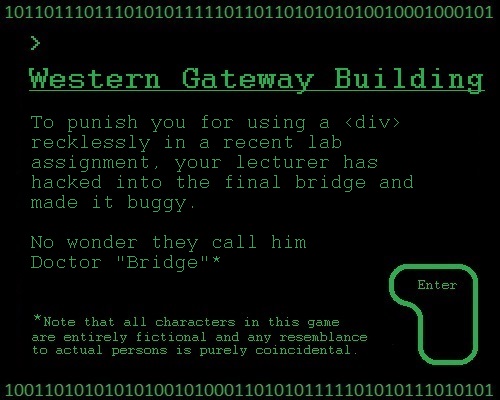 1011011101110101011111011011010101010010010001000101
>
Western Gateway Building
To punish you for using a <div>
recklessly in a recent lab
assignment, your lecturer has
hacked into the final bridge and
made it buggy.
No wonder they call him
Doctor "Bridge"*
Enter
*Note that all characters in this game
are entirely fictional and any resemblance
to actual persons is purely coincidental.